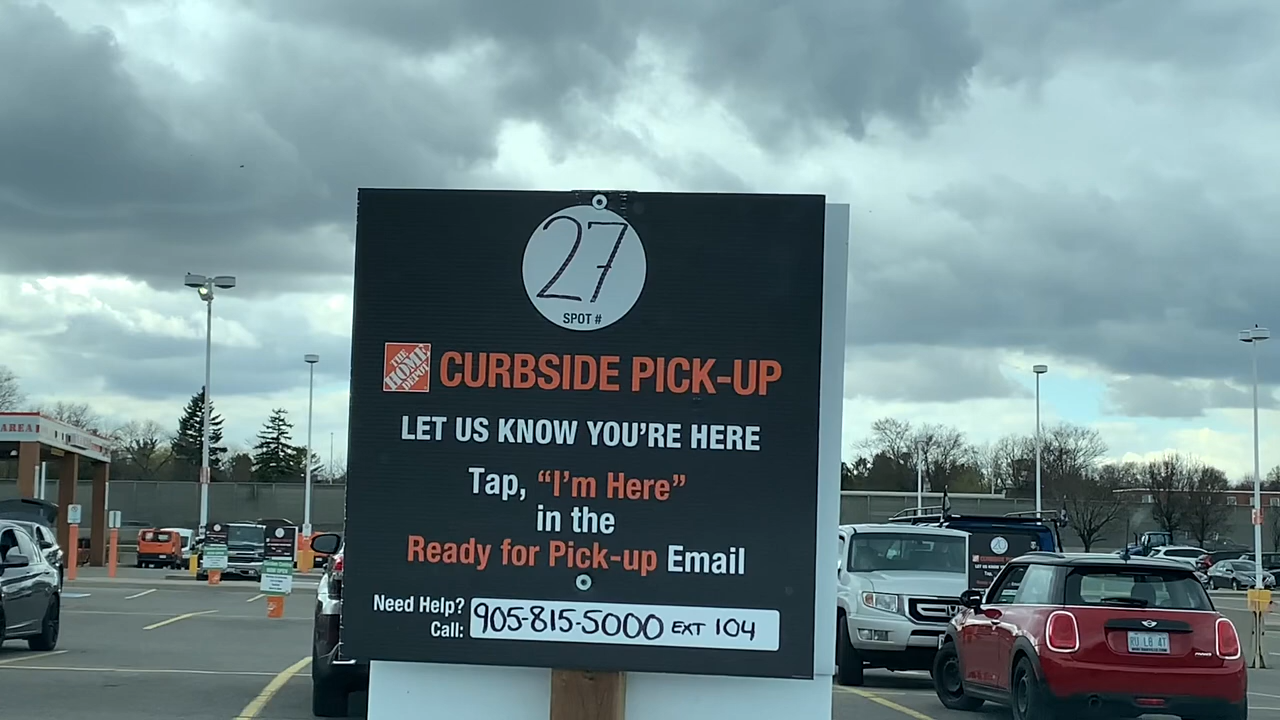 27
SPOT #
THE HOME DEPOT
CURBSIDE PICK-UP
LET US KNOW YOU'RE HERE
Tap, "I'm Here"
in the
Ready for Pick-up Email
Need Help?
Call:
905-815-5000 EXT 104
AREA